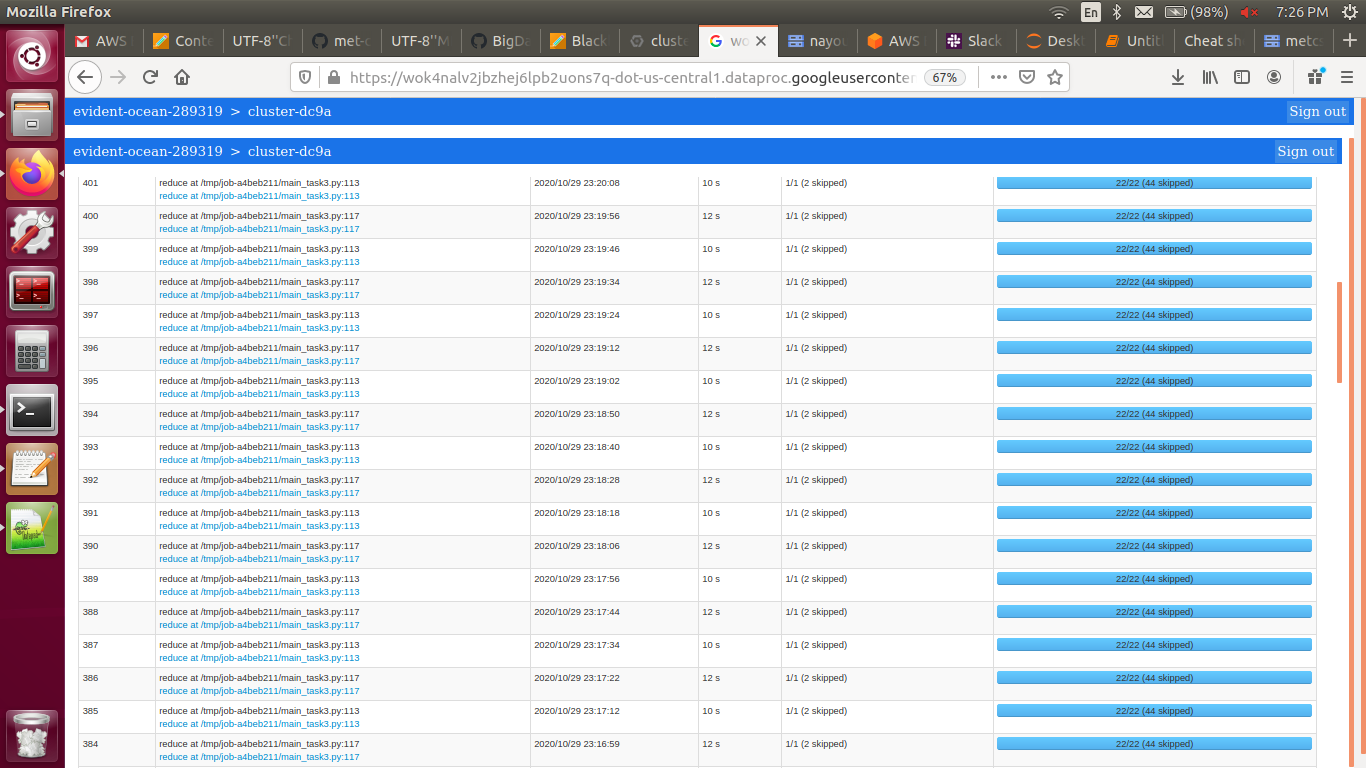 Mozilla Firefox
En
(98%)
7:26 PM
AWS
Conte
UTF-8''Cl
met-c
UTF-8''M
BigDa
Black
cluste
wo
nayou
AWS
Slack
Deskt
Untit
Cheat she
metcs
https://wok4nalv2jbzhej6lpb2uons7q-dot-us-central1.dataproc.googleuserconter
67%
evident-ocean-289319 > cluster-dc9a
Sign out
evident-ocean-289319 > cluster-dc9a
Sign out
401 reduce at /tmp/job-a4beb211/main_task3.py:113 2020/10/29 23:20:08 10 s 1/1 (2 skipped) 22/22 (44 skipped)
reduce at /tmp/job-a4beb211/main_task3.py:113
400 reduce at /tmp/job-a4beb211/main_task3.py:117 2020/10/29 23:19:56 12 s 1/1 (2 skipped) 22/22 (44 skipped)
reduce at /tmp/job-a4beb211/main_task3.py:117
399 reduce at /tmp/job-a4beb211/main_task3.py:113 2020/10/29 23:19:46 10 s 1/1 (2 skipped) 22/22 (44 skipped)
reduce at /tmp/job-a4beb211/main_task3.py:113
398 reduce at /tmp/job-a4beb211/main_task3.py:117 2020/10/29 23:19:34 12 s 1/1 (2 skipped) 22/22 (44 skipped)
reduce at /tmp/job-a4beb211/main_task3.py:117
397 reduce at /tmp/job-a4beb211/main_task3.py:113 2020/10/29 23:19:24 10 s 1/1 (2 skipped) 22/22 (44 skipped)
reduce at /tmp/job-a4beb211/main_task3.py:113
396 reduce at /tmp/job-a4beb211/main_task3.py:117 2020/10/29 23:19:12 12 s 1/1 (2 skipped) 22/22 (44 skipped)
reduce at /tmp/job-a4beb211/main_task3.py:117
395 reduce at /tmp/job-a4beb211/main_task3.py:113 2020/10/29 23:19:02 10 s 1/1 (2 skipped) 22/22 (44 skipped)
reduce at /tmp/job-a4beb211/main_task3.py:113
394 reduce at /tmp/job-a4beb211/main_task3.py:117 2020/10/29 23:18:50 12 s 1/1 (2 skipped) 22/22 (44 skipped)
reduce at /tmp/job-a4beb211/main_task3.py:117
393 reduce at /tmp/job-a4beb211/main_task3.py:113 2020/10/29 23:18:40 10 s 1/1 (2 skipped) 22/22 (44 skipped)
reduce at /tmp/job-a4beb211/main_task3.py:113
392 reduce at /tmp/job-a4beb211/main_task3.py:117 2020/10/29 23:18:28 12 s 1/1 (2 skipped) 22/22 (44 skipped)
reduce at /tmp/job-a4beb211/main_task3.py:117
391 reduce at /tmp/job-a4beb211/main_task3.py:113 2020/10/29 23:18:18 10 s 1/1 (2 skipped) 22/22 (44 skipped)
reduce at /tmp/job-a4beb211/main_task3.py:113
390 reduce at /tmp/job-a4beb211/main_task3.py:117 2020/10/29 23:18:06 12 s 1/1 (2 skipped) 22/22 (44 skipped)
reduce at /tmp/job-a4beb211/main_task3.py:117
389 reduce at /tmp/job-a4beb211/main_task3.py:113 2020/10/29 23:17:56 10 s 1/1 (2 skipped) 22/22 (44 skipped)
reduce at /tmp/job-a4beb211/main_task3.py:113
388 reduce at /tmp/job-a4beb211/main_task3.py:117 2020/10/29 23:17:44 12 s 1/1 (2 skipped) 22/22 (44 skipped)
reduce at /tmp/job-a4beb211/main_task3.py:117
387 reduce at /tmp/job-a4beb211/main_task3.py:113 2020/10/29 23:17:34 10 s 1/1 (2 skipped) 22/22 (44 skipped)
reduce at /tmp/job-a4beb211/main_task3.py:113
386 reduce at /tmp/job-a4beb211/main_task3.py:117 2020/10/29 23:17:22 12 s 1/1 (2 skipped) 22/22 (44 skipped)
reduce at /tmp/job-a4beb211/main_task3.py:117
385 reduce at /tmp/job-a4beb211/main_task3.py:113 2020/10/29 23:17:12 10 s 1/1 (2 skipped) 22/22 (44 skipped)
reduce at /tmp/job-a4beb211/main_task3.py:113
384 reduce at /tmp/job-a4beb211/main_task3.py:117 2020/10/29 23:16:59 12 s 1/1 (2 skipped) 22/22 (44 skipped)
reduce at /tmp/job-a4beb211/main_task3.py:117